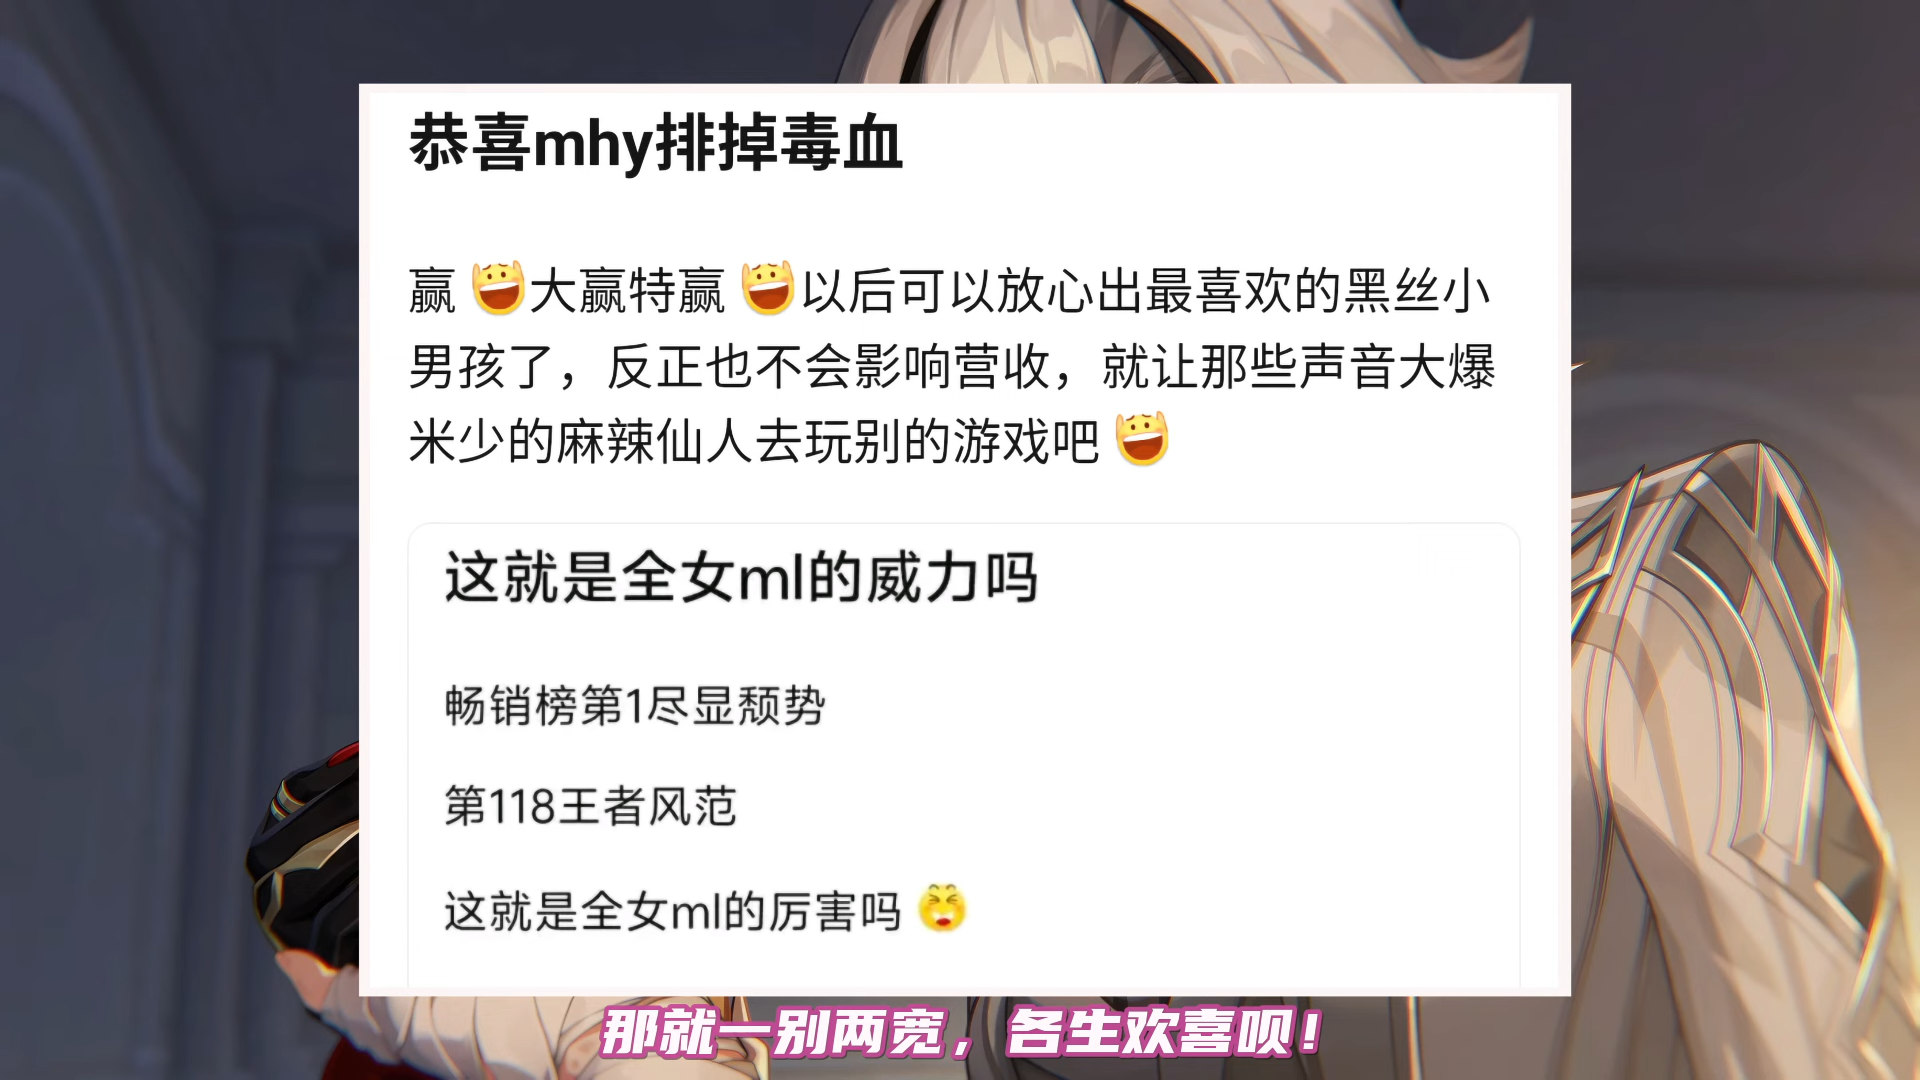 恭喜mhy排掉毒血
赢😄大赢特赢😄以后可以放心出最喜欢的黑丝小
男孩了，反正也不会影响营收，就让那些声音大爆
米少的麻辣仙人去玩别的游戏吧😄
这就是全女ml的威力吗
畅销榜第1尽显颓势
第118王者风范
这就是全女ml的厉害吗😆
那就一别两宽，各生欢喜呗！